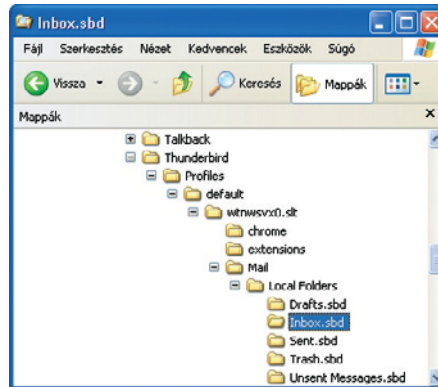 Inbox.sbd
Fájl Szerkesztés Nézet Kedvencek Eszközök Súgó
Vissza Keresés Mappák
Mappák
Talkback
Thunderbird
Profiles
default
wtnwsvx0.slt
chrome
extensions
Mail
Local Folders
Drafts.sbd
Inbox.sbd
Sent.sbd
Trash.sbd
Unsent Messages.sbd